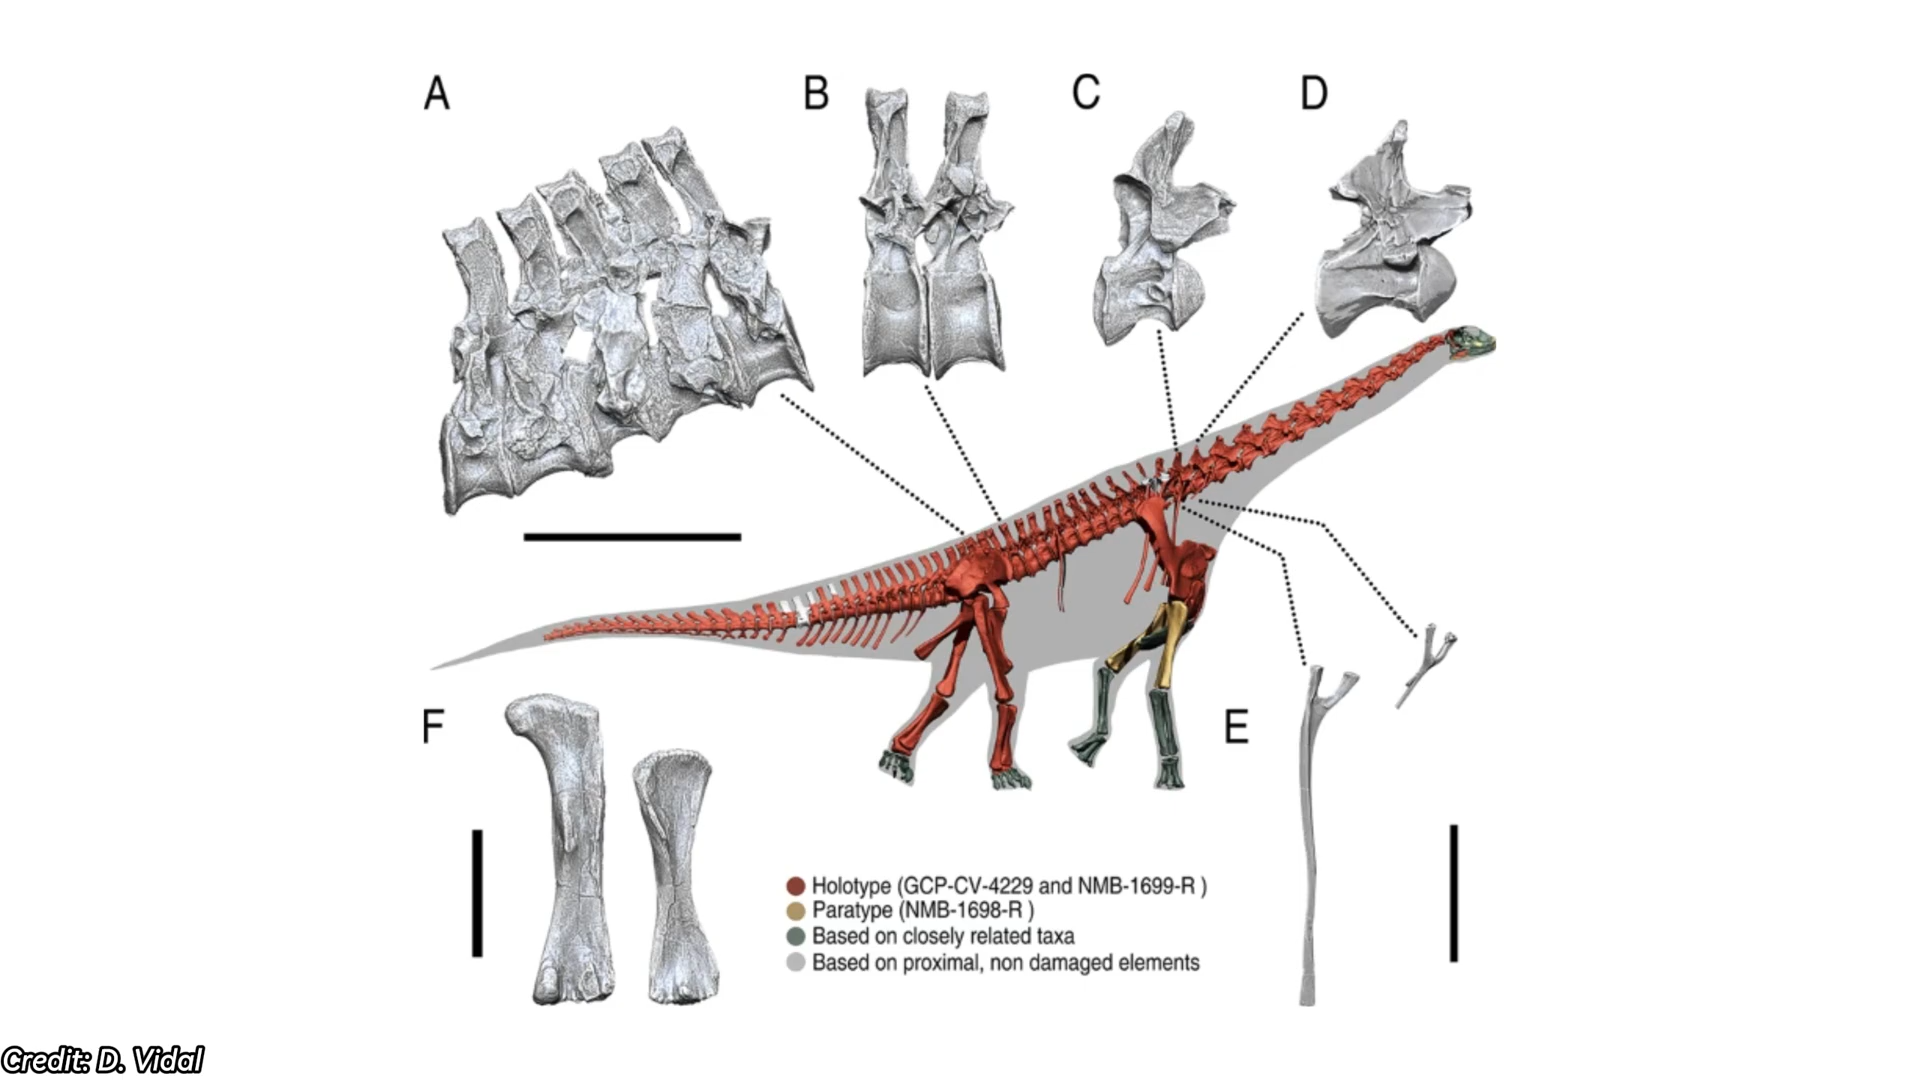 A
B
C
D
F
E
Holotype (GCP-CV-4229 and NMB-1699-R )
Paratype (NMB-1698-R )
Based on closely related taxa
Based on proximal, non damaged elements
Credit: D. Vidal